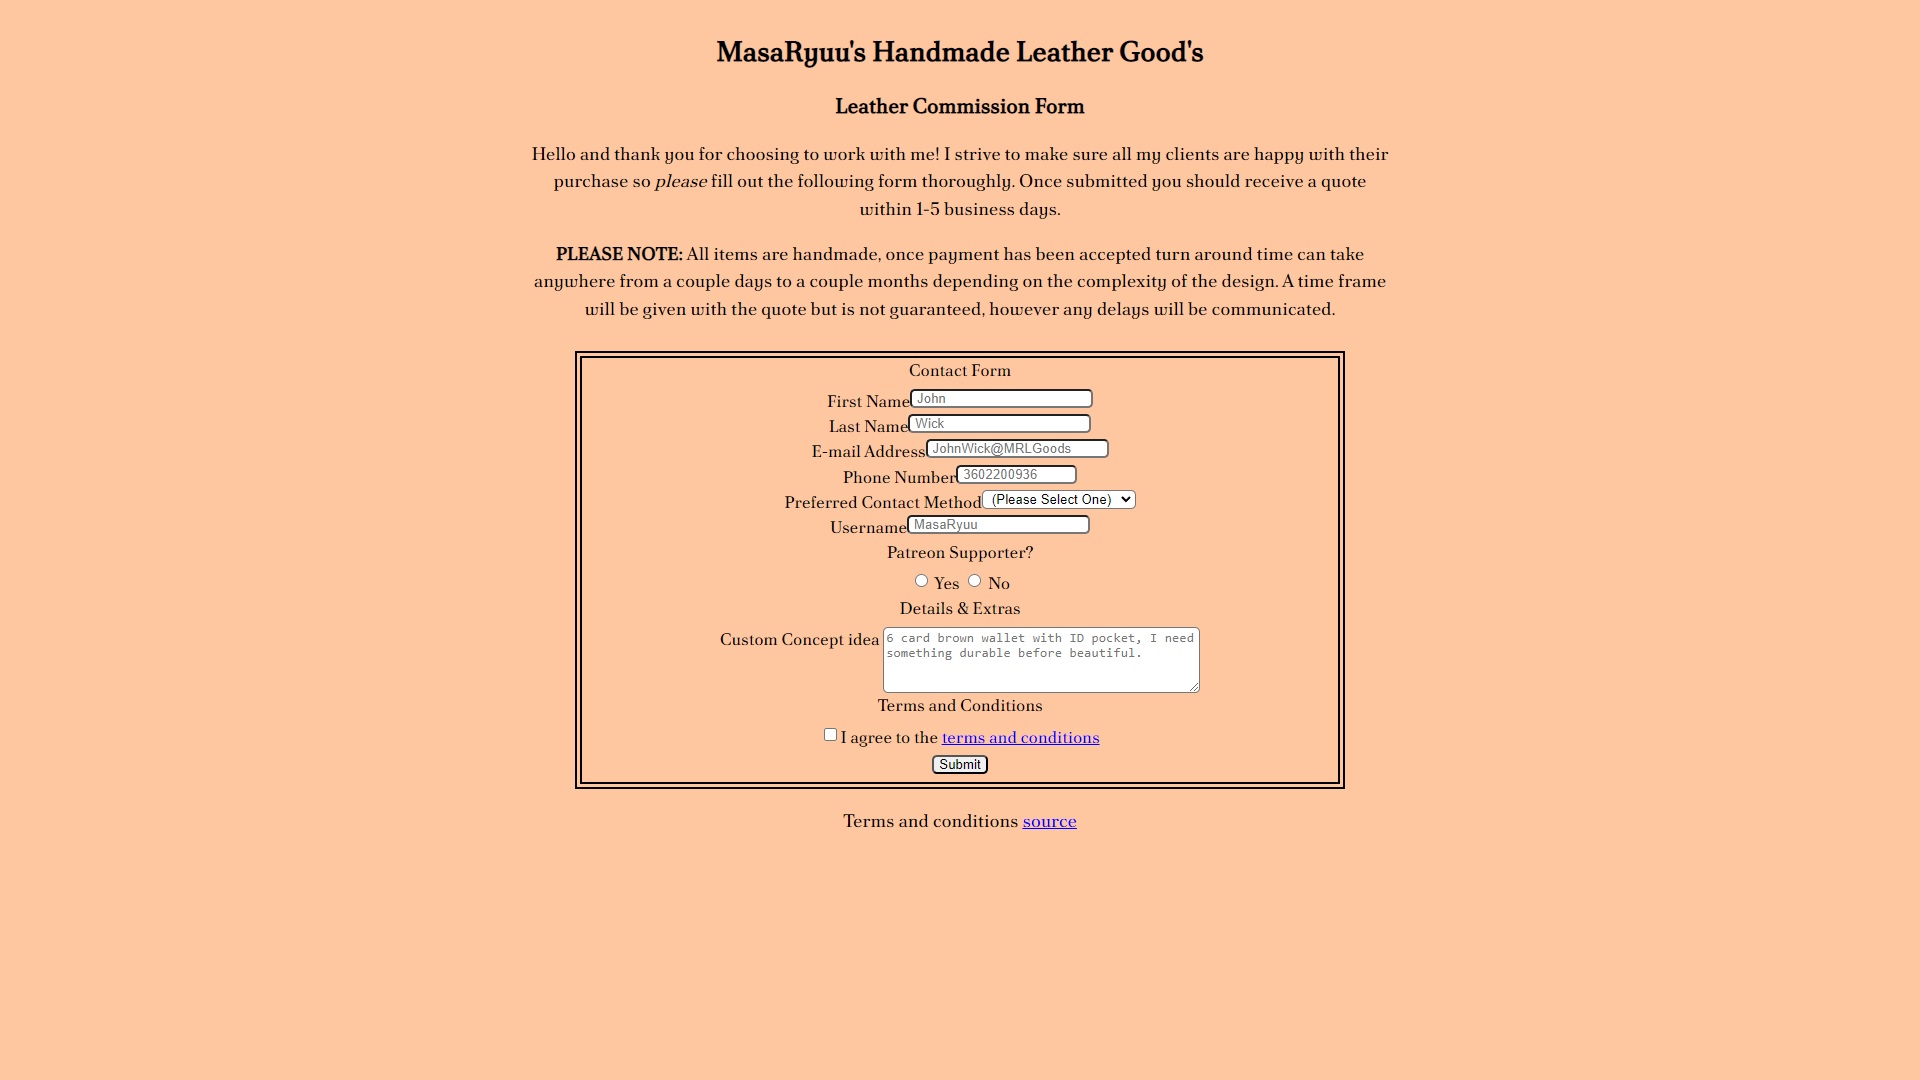 MasaRyuu's Handmade Leather Good's
Leather Commission Form
Hello and thank you for choosing to work with me! I strive to make sure all my clients are happy with their
purchase so please fill out the following form thoroughly. Once submitted you should receive a quote
within 1-5 business days.
PLEASE NOTE: All items are handmade, once payment has been accepted turn around time can take
anywhere from a couple days to a couple months depending on the complexity of the design. A time frame
will be given with the quote but is not guaranteed, however any delays will be communicated.
Contact Form
First Name John
Last Name Wick
E-mail Address JohnWick@MRLGoods
Phone Number 3602200936
Preferred Contact Method (Please Select One)
Username MasaRyuu
Patreon Supporter?
Yes No
Details & Extras
Custom Concept idea 6 card brown wallet with ID pocket, I need
something durable before beautiful.
Terms and Conditions
I agree to the terms and conditions
Submit
Terms and conditions source